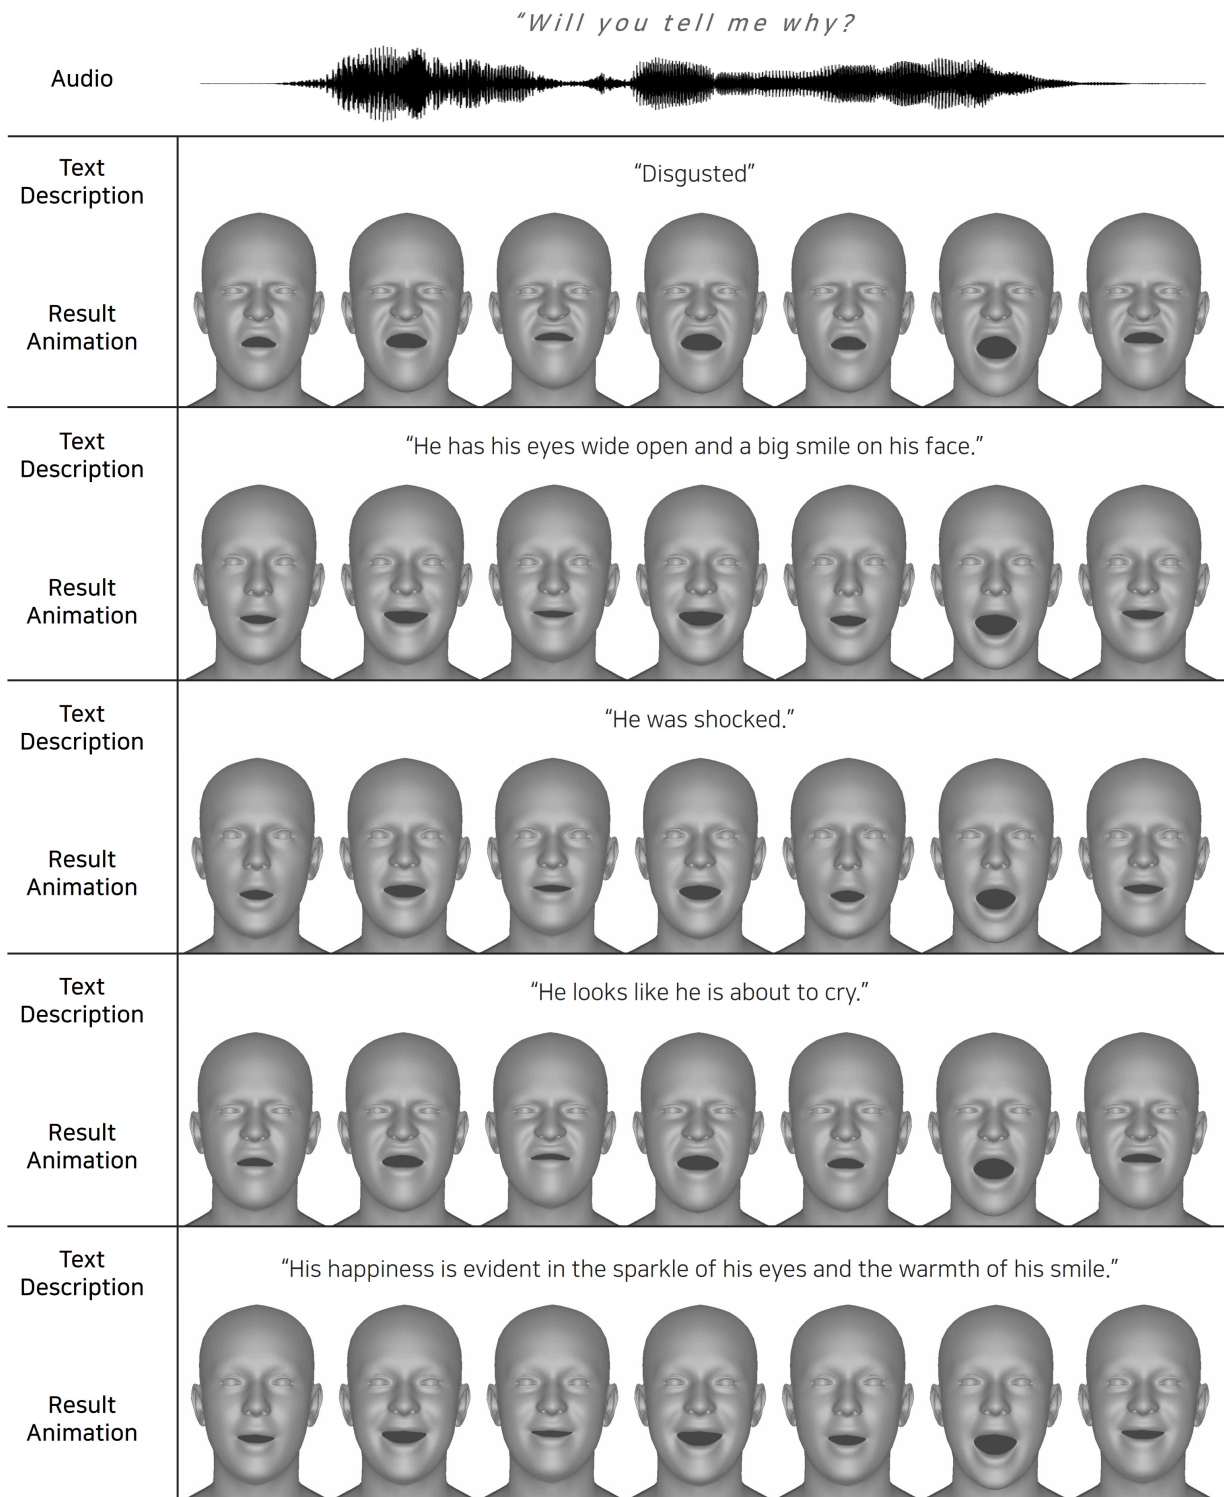 “Will you tell me why?
Audio
Text
Description
“Disgusted”
Result
Animation
Text
Description
“He has his eyes wide open and a big smile on his face.”
Result
Animation
Text
Description
“He was shocked.”
Result
Animation
Text
Description
“He looks like he is about to cry.”
Result
Animation
Text
Description
“His happiness is evident in the sparkle of his eyes and the warmth of his smile.”
Result
Animation